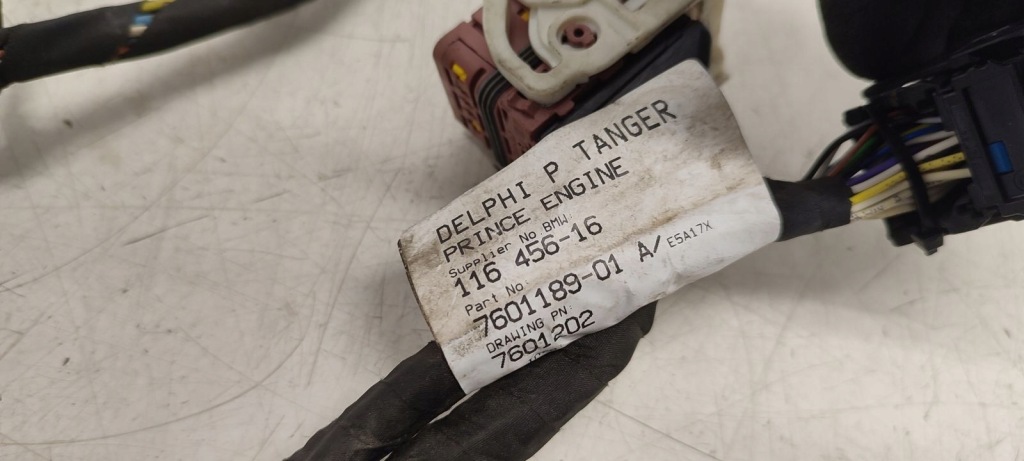 DELPHI P TANGER
PRINCE ENGINE
Supplier No.BMW:
116 456-16
Part No:
7601189-01 A/ E5A17X
DRAWING PN:
7601202